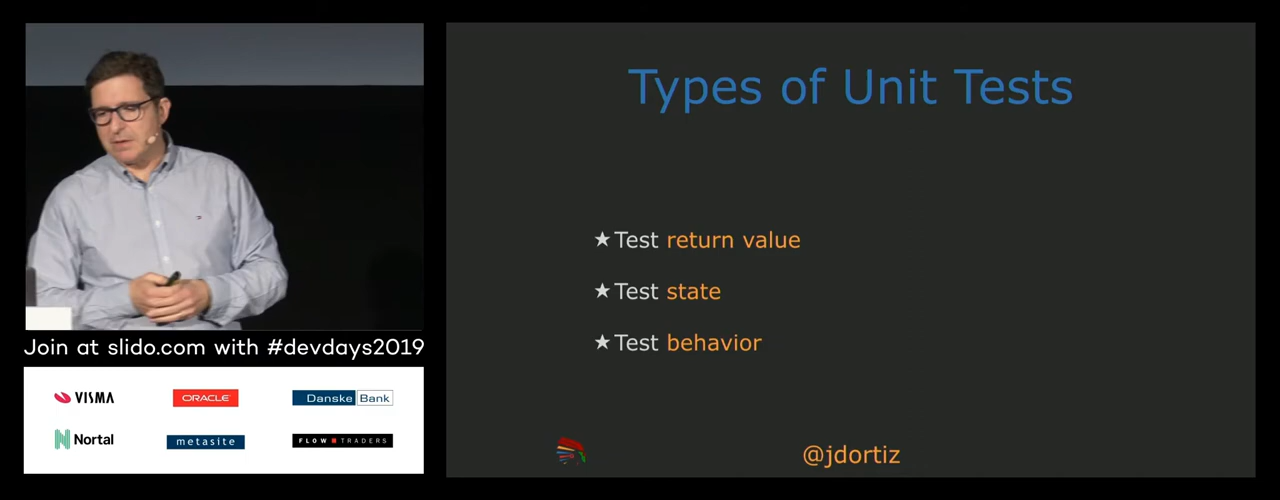 Types of Unit Tests
★Test return value
★Test state
★Test behavior
@jdortiz
Join at slido.com with #devdays2019
VISMA
ORACLE
Danske Bank
Nortal
metasite
FLOW TRADERS